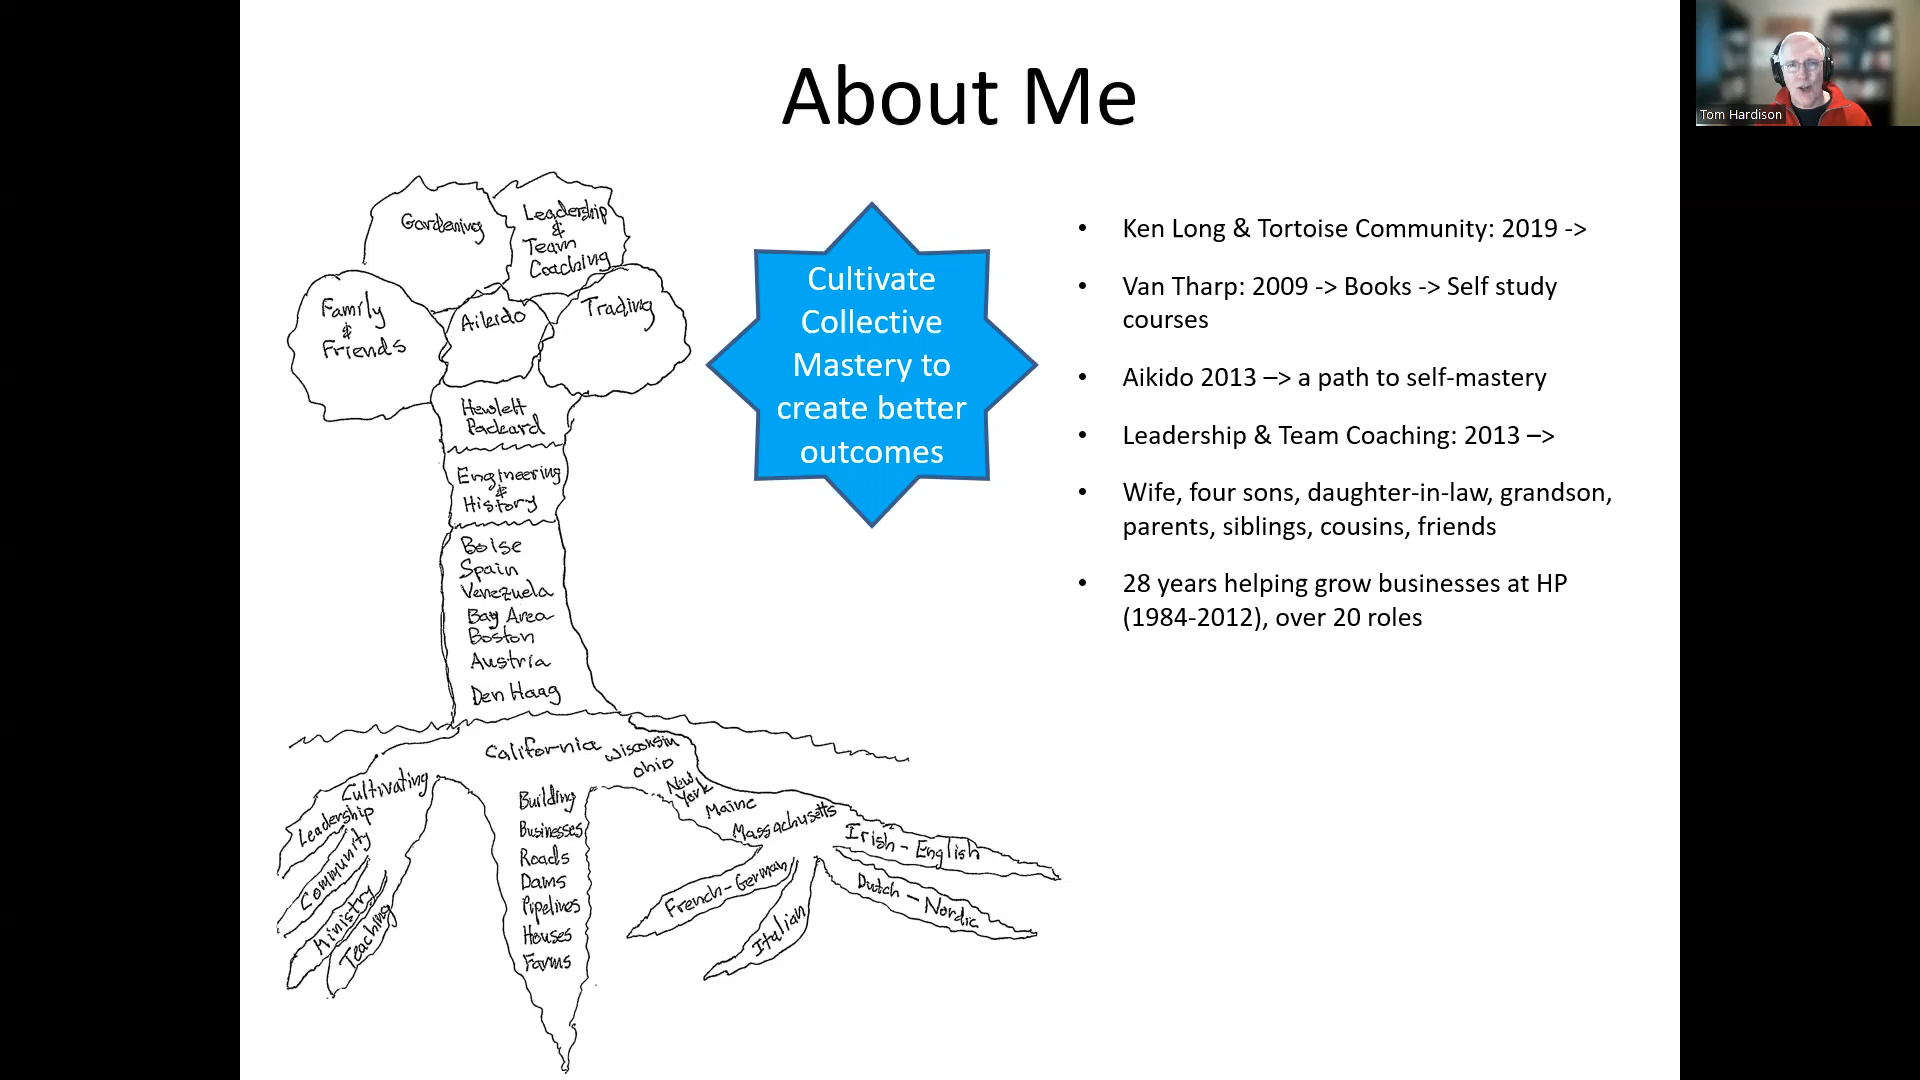 About Me
Tom Hardison
Gardening
Leadership
&
Team
Coaching
Family
&
Friends
Aikido
Trading
Hewlett
Packard
Engineering
&
History
Boise
Spain
Venezuela
Bay Area
Boston
Austria
Den Haag
California
Wisconsin
Ohio
New
York
Maine
Massachusetts
Cultivating
Leadership
Community
Ministry
Teaching
Building
Businesses
Roads
Dams
Pipelines
Houses
Farms
Irish - English
Dutch - Nordic
French - German
Italian
Cultivate
Collective
Mastery to
create better
outcomes
• Ken Long & Tortoise Community: 2019 ->
• Van Tharp: 2009 -> Books -> Self study
courses
• Aikido 2013 –> a path to self-mastery
• Leadership & Team Coaching: 2013 –>
• Wife, four sons, daughter-in-law, grandson,
parents, siblings, cousins, friends
• 28 years helping grow businesses at HP
(1984-2012), over 20 roles